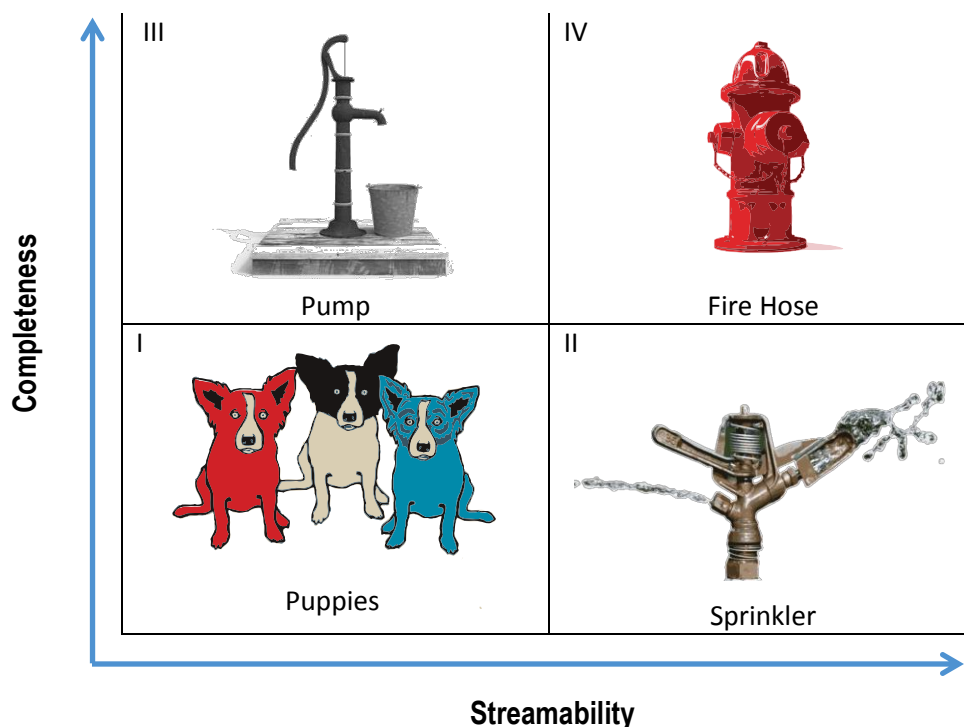 III
IV
Pump
Fire Hose
I
II
Puppies
Sprinkler
Completeness
Streamability